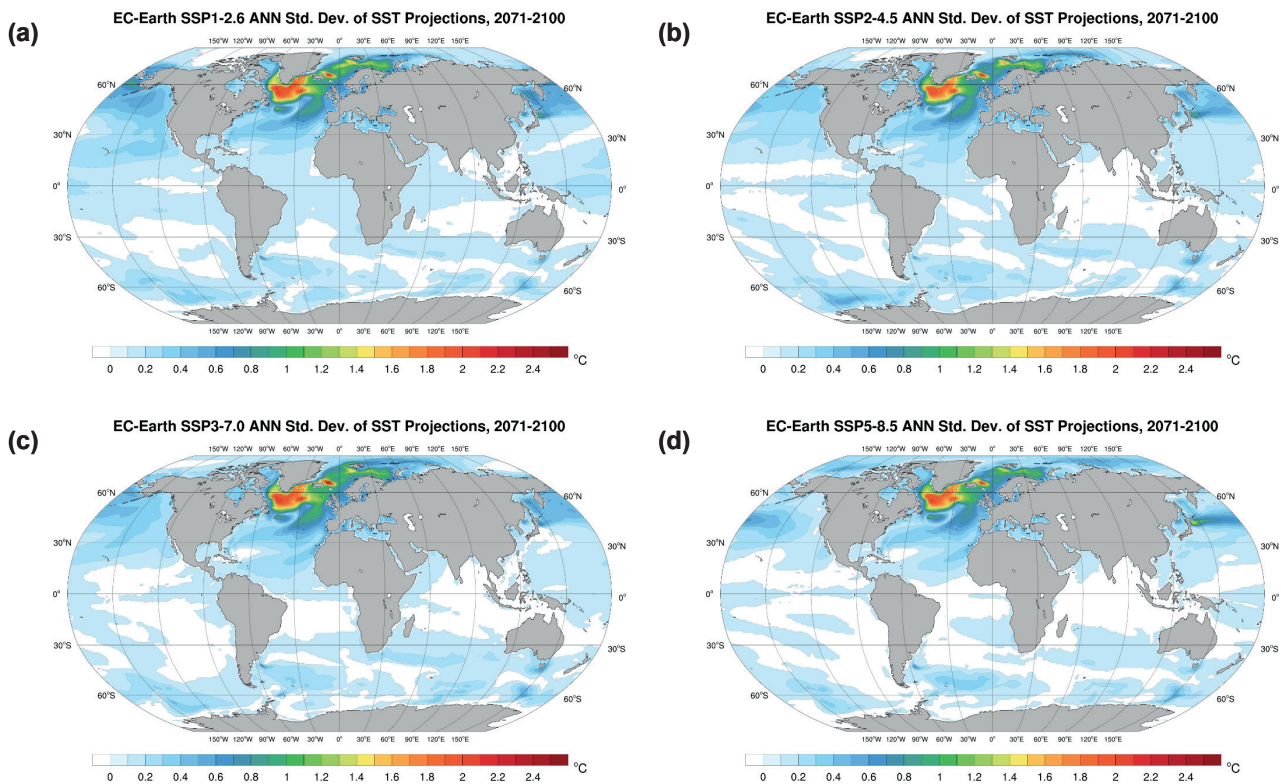 (a)
EC-Earth SSP1-2.6 ANN Std. Dev. of SST Projections, 2071-2100
150°W 120°W 90°W 60°W 30°W 0° 30°E 60°E 90°E 120°E 150°E
60°N
30°N 30°N
0° 0°
30°S 30°S
60°S 60°S
150°W 120°W 90°W 60°W 30°W 0° 30°E 60°E 90°E 120°E 150°E
0 0.2 0.4 0.6 0.8 1 1.2 1.4 1.6 1.8 2 2.2 2.4 °C
(b)
EC-Earth SSP2-4.5 ANN Std. Dev. of SST Projections, 2071-2100
150°W 120°W 90°W 60°W 30°W 0° 30°E 60°E 90°E 120°E 150°E
60°N
30°N 30°N
0° 0°
30°S 30°S
60°S 60°S
150°W 120°W 90°W 60°W 30°W 0° 30°E 60°E 90°E 120°E 150°E
0 0.2 0.4 0.6 0.8 1 1.2 1.4 1.6 1.8 2 2.2 2.4 °C
(c)
EC-Earth SSP3-7.0 ANN Std. Dev. of SST Projections, 2071-2100
150°W 120°W 90°W 60°W 30°W 0° 30°E 60°E 90°E 120°E 150°E
60°N
30°N 30°N
0° 0°
30°S 30°S
60°S 60°S
150°W 120°W 90°W 60°W 30°W 0° 30°E 60°E 90°E 120°E 150°E
0 0.2 0.4 0.6 0.8 1 1.2 1.4 1.6 1.8 2 2.2 2.4 °C
(d)
EC-Earth SSP5-8.5 ANN Std. Dev. of SST Projections, 2071-2100
150°W 120°W 90°W 60°W 30°W 0° 30°E 60°E 90°E 120°E 150°E
60°N
30°N 30°N
0° 0°
30°S 30°S
60°S 60°S
150°W 120°W 90°W 60°W 30°W 0° 30°E 60°E 90°E 120°E 150°E
0 0.2 0.4 0.6 0.8 1 1.2 1.4 1.6 1.8 2 2.2 2.4 °C